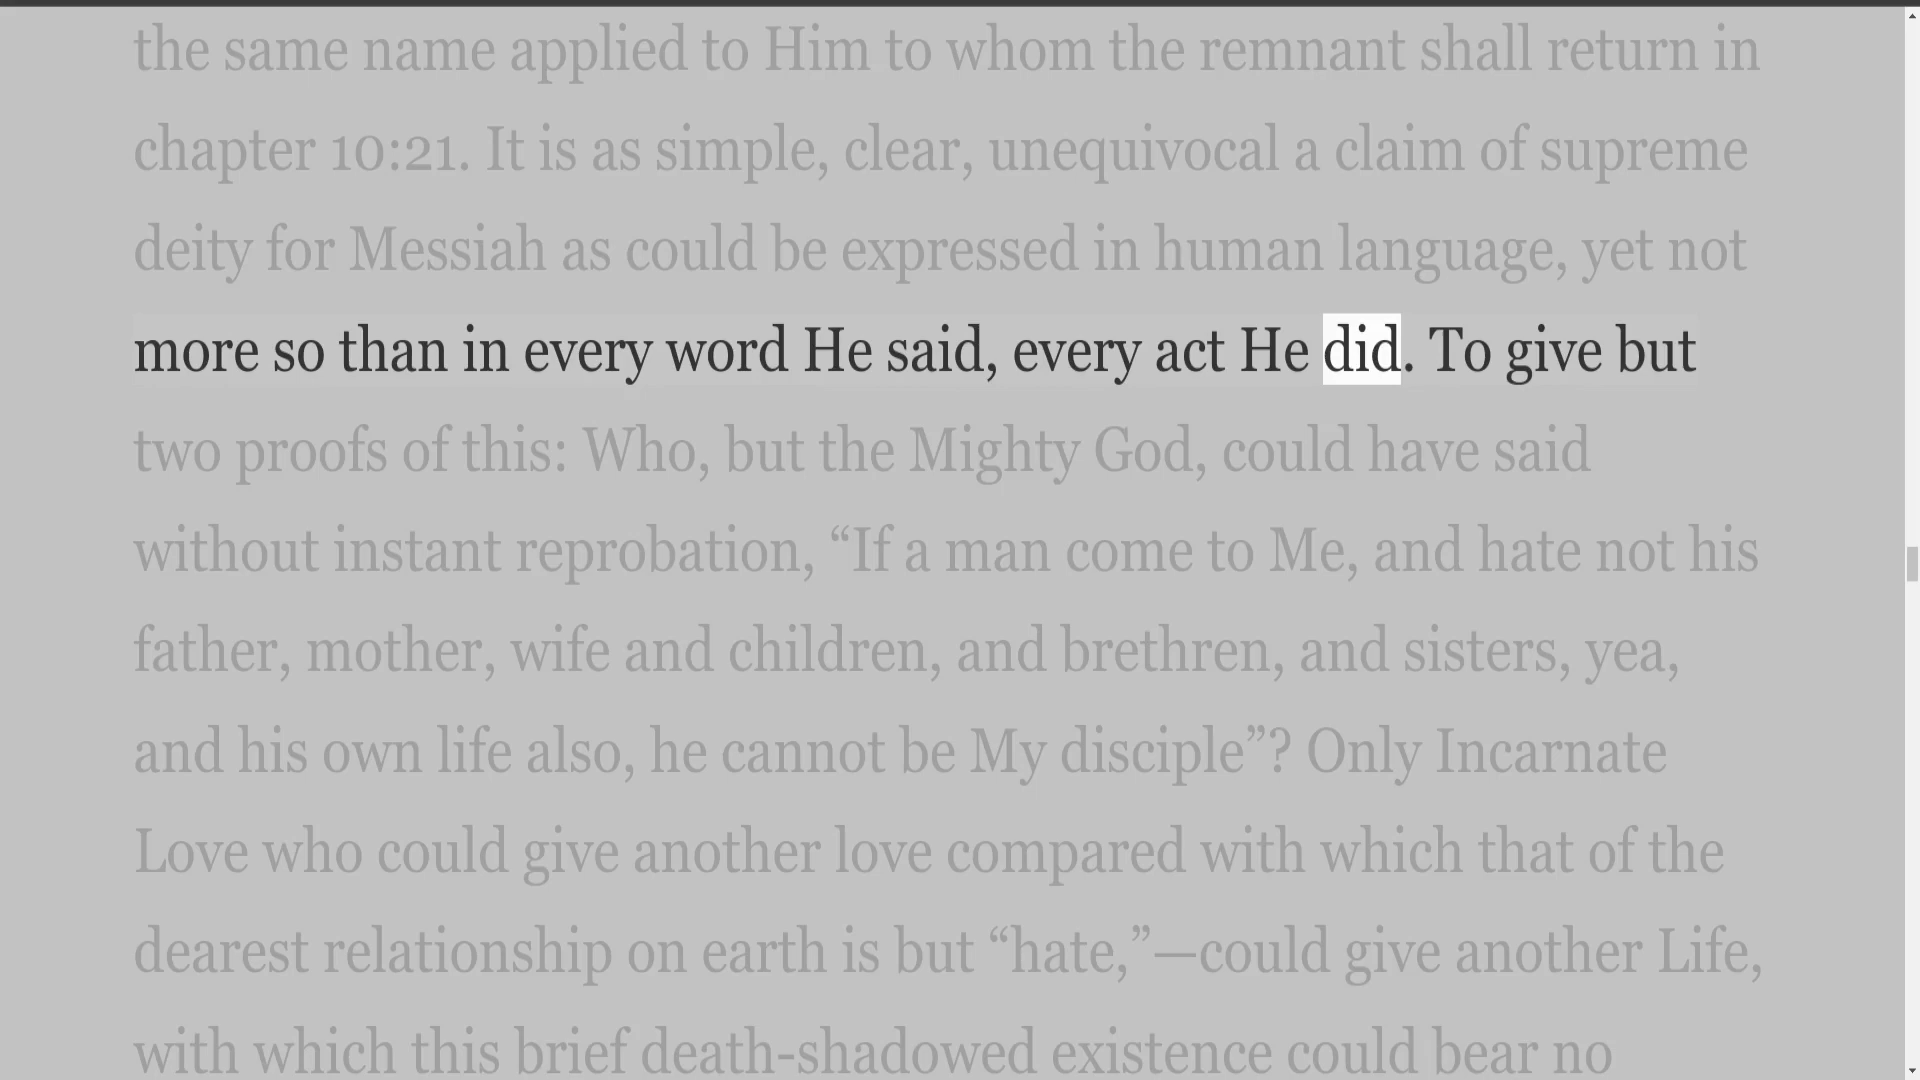 the same name applied to Him to whom the remnant shall return in
chapter 10:21. It is as simple, clear, unequivocal a claim of supreme
deity for Messiah as could be expressed in human language, yet not
more so than in every word He said, every act He did. To give but
two proofs of this: Who, but the Mighty God, could have said
without instant reprobation, “If a man come to Me, and hate not his
father, mother, wife and children, and brethren, and sisters, yea,
and his own life also, he cannot be My disciple”? Only Incarnate
Love who could give another love compared with which that of the
dearest relationship on earth is but “hate,”—could give another Life,
with which this brief death-shadowed existence could bear no